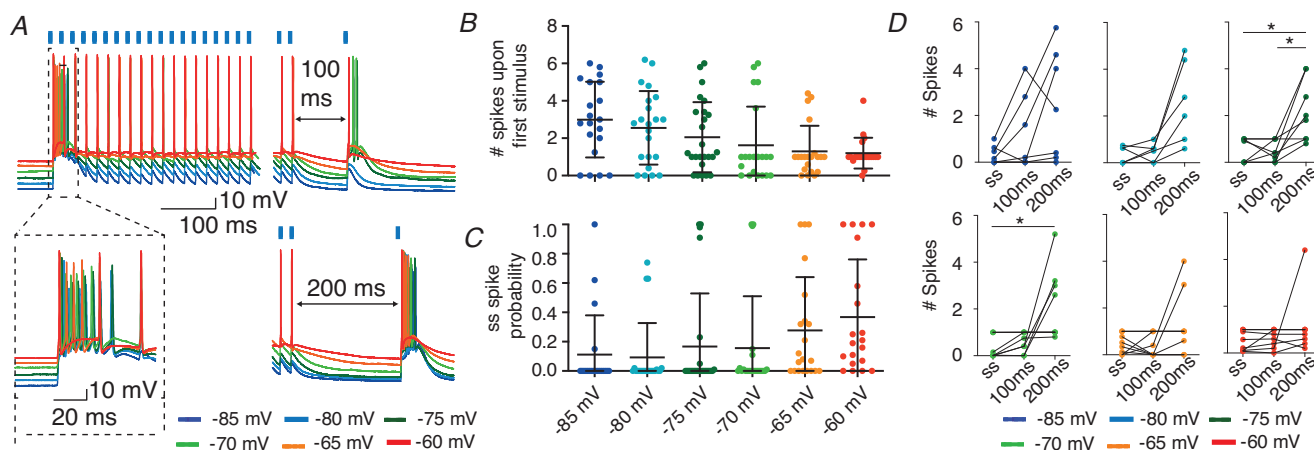 A
100
ms
10 mV
100 ms
200 ms
10 mV
20 ms
-85 mV
-80 mV
-75 mV
-70 mV
-65 mV
-60 mV
B
# spikes upon
first stimulus
8
6
4
2
0
C
ss spike
probability
1.0
0.8
0.6
0.4
0.2
0.0
-85 mV
-80 mV
-75 mV
-70 mV
-65 mV
-60 mV
D
# Spikes
6
4
2
0
ss
100ms
200ms
ss
100ms
200ms
*
*
ss
100ms
200ms
# Spikes
6
4
2
0
*
ss
100ms
200ms
ss
100ms
200ms
ss
100ms
200ms
-85 mV
-80 mV
-75 mV
-70 mV
-65 mV
-60 mV